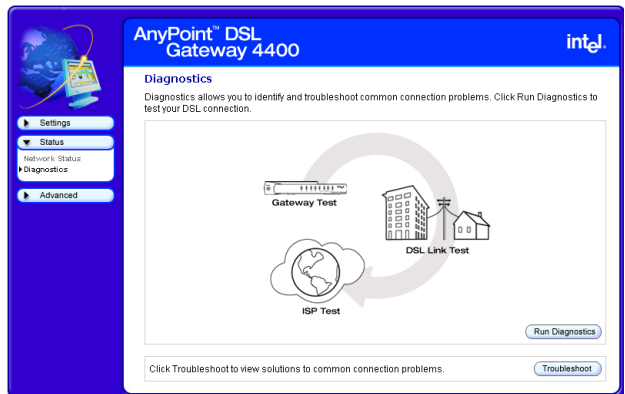 AnyPoint™ DSL
Gateway 4400
intel.
Diagnostics
Diagnostics allows you to identify and troubleshoot common connection problems. Click Run Diagnostics to
test your DSL connection.
Settings
Status
Network Status
Diagnostics
Advanced
Gateway Test
DSL Link Test
ISP Test
Run Diagnostics
Click Troubleshoot to view solutions to common connection problems.
Troubleshoot